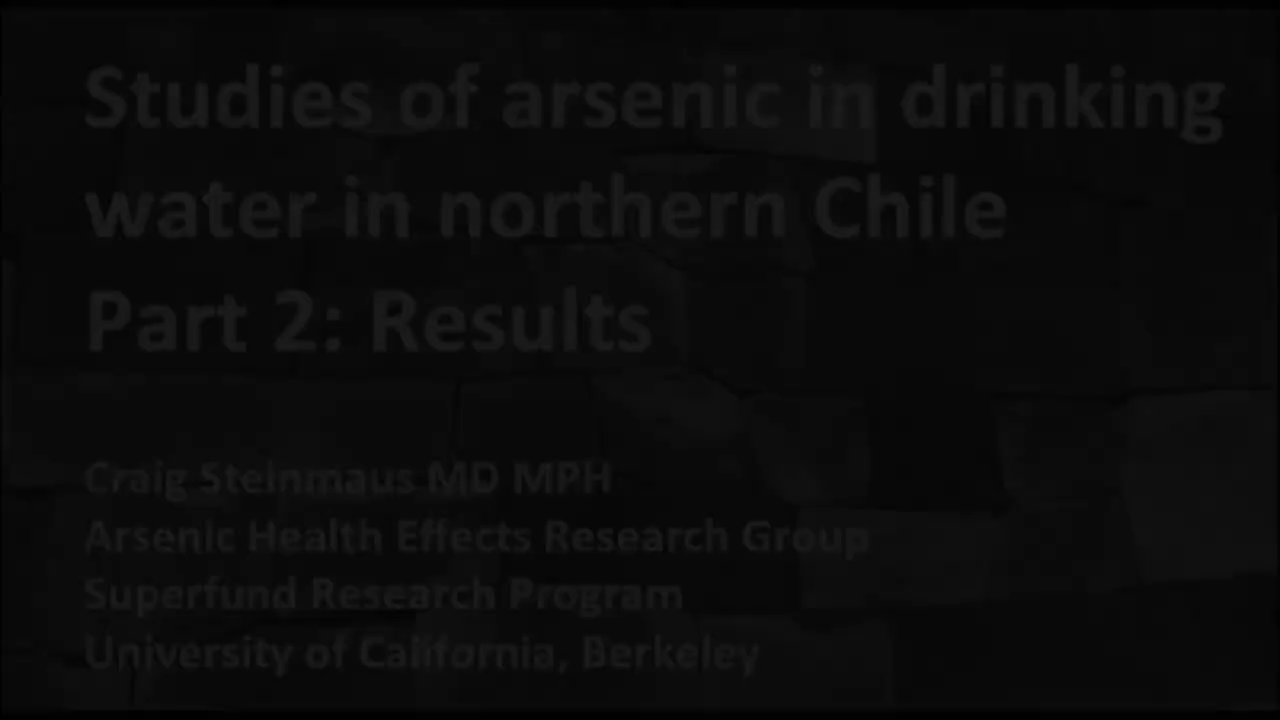 Studies of arsenic in drinking
water in northern Chile
Part 2: Results
Craig Steinmaus MD MPH
Arsenic Health Effects Research Group
Superfund Research Program
University of California, Berkeley